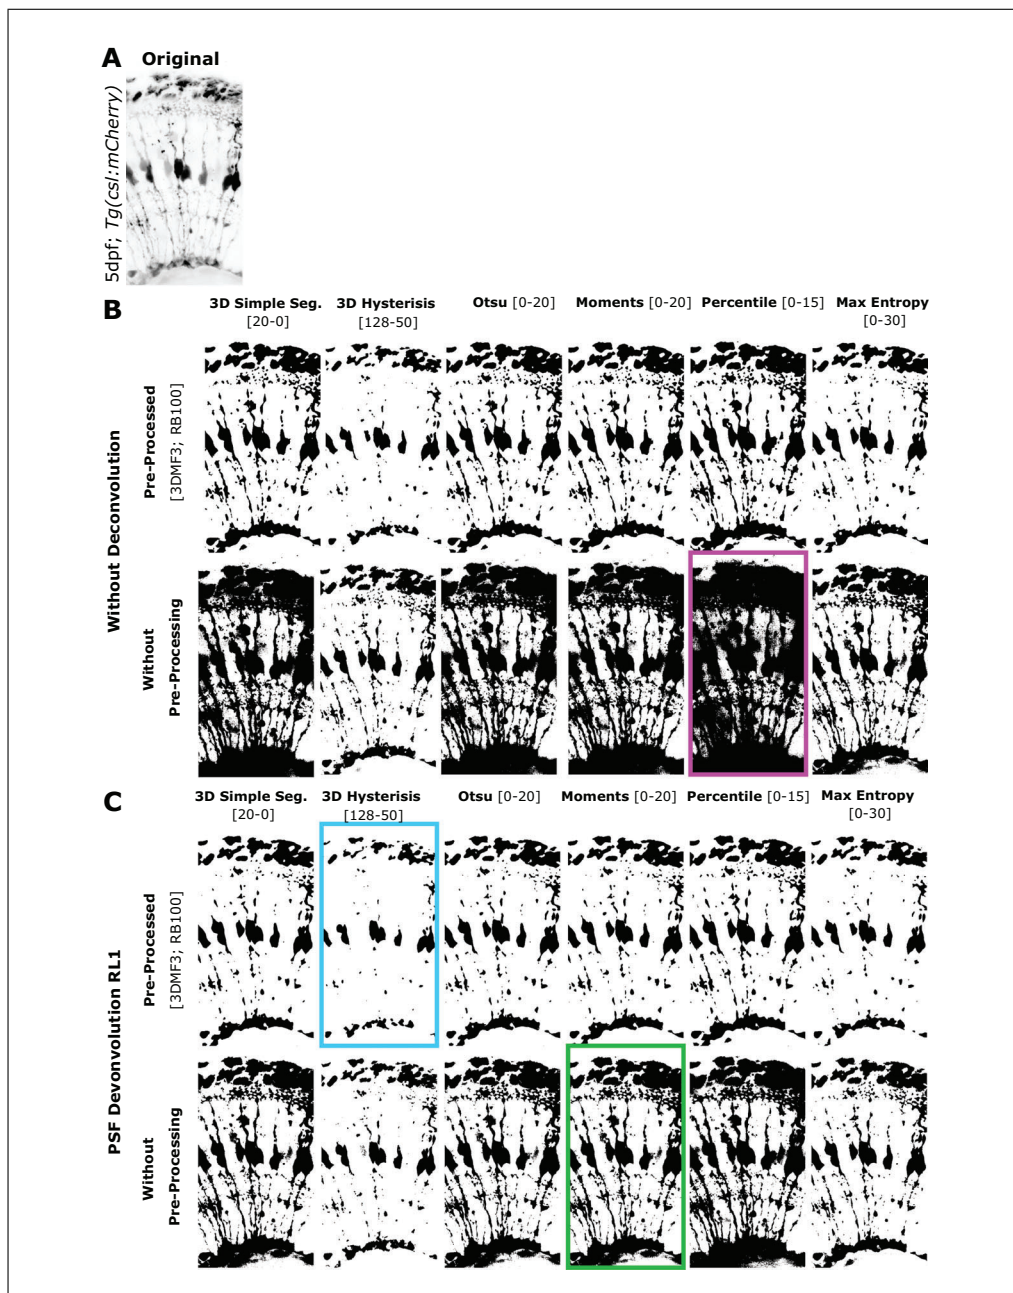 A Original
5dpf; Tg(csl:mCherry)
B
3D Simple Seg. 3D Hysterisis Otsu [0-20] Moments [0-20] Percentile [0-15] Max Entropy
[20-0] [128-50] [0-30]
Without Deconvolution
Pre-Processed
[3DMF3; RB100]
Without
Pre-Processing
C
3D Simple Seg. 3D Hysterisis Otsu [0-20] Moments [0-20] Percentile [0-15] Max Entropy
[20-0] [128-50] [0-30]
PSF Devonvolution RL1
Pre-Processed
[3DMF3; RB100]
Without
Pre-Processing